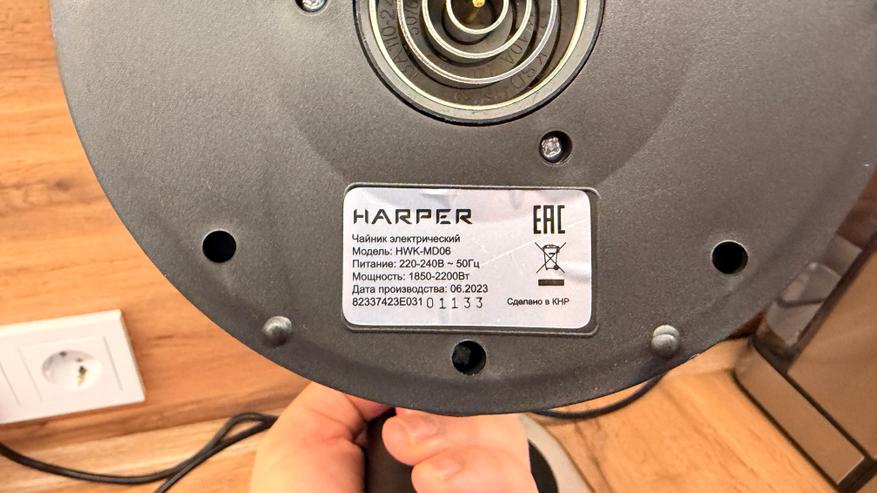 HARPER
EAC
Чайник электрический
Модель: HWK-MD06
Питание: 220-240В ~ 50Гц
Мощность: 1850-2200Вт
Дата производства: 06.2023
82337423E031 01133
Сделано в КНР